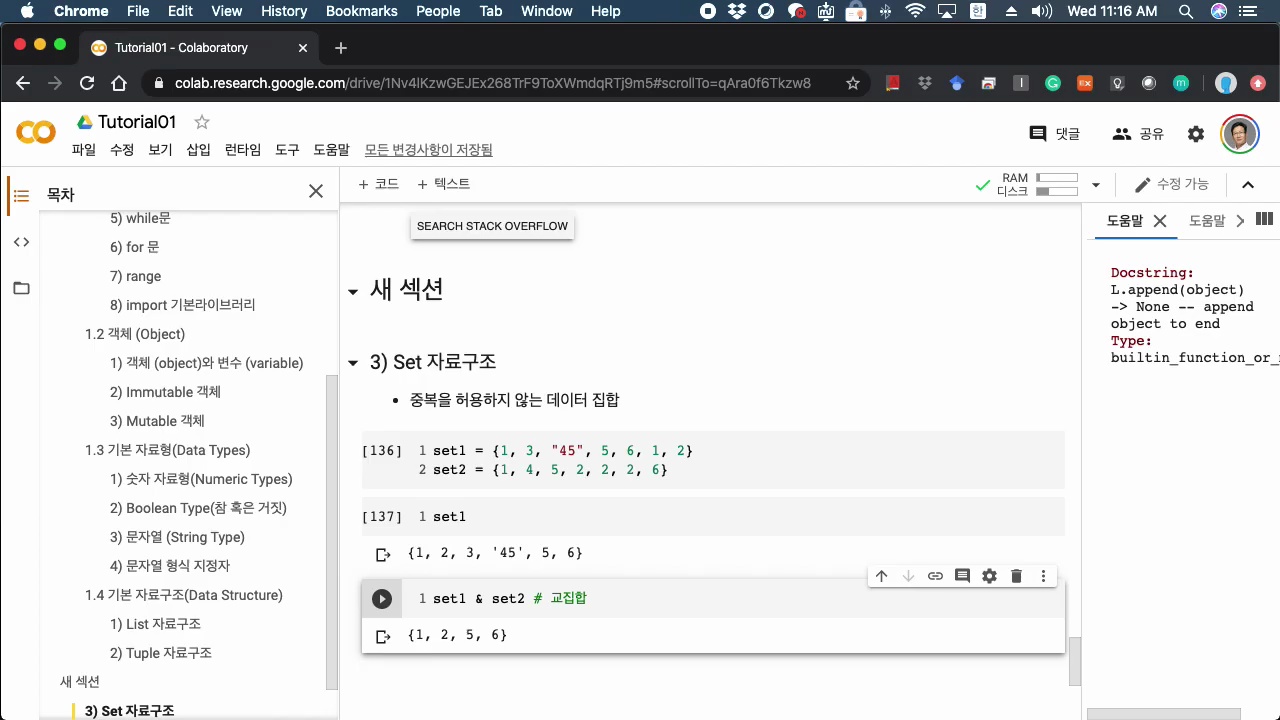 Chrome File Edit View History Bookmarks People Tab Window Help Wed 11:16 AM
Tutorial01 - Colaboratory
colab.research.google.com/drive/1Nv4lKzwGEJEx268TrF9ToXWmdqRTj9m5#scrollTo=qAra0f6Tkzw8
Tutorial01
파일 수정 보기 삽입 런타임 도구 도움말 모든 변경사항이 저장됨
댓글 공유
목차
+ 코드 + 텍스트
RAM
디스크
수정 가능
5) while문
6) for 문
7) range
8) import 기본라이브러리
1.2 객체 (Object)
1) 객체 (object)와 변수 (variable)
2) Immutable 객체
3) Mutable 객체
1.3 기본 자료형(Data Types)
1) 숫자 자료형(Numeric Types)
2) Boolean Type(참 혹은 거짓)
3) 문자열 (String Type)
4) 문자열 형식 지정자
1.4 기본 자료구조(Data Structure)
1) List 자료구조
2) Tuple 자료구조
새 섹션
3) Set 자료구조
SEARCH STACK OVERFLOW
새 섹션
3) Set 자료구조
• 중복을 허용하지 않는 데이터 집합
[136] 1 set1 = {1, 3, "45", 5, 6, 1, 2}
2 set2 = {1, 4, 5, 2, 2, 2, 6}
[137] 1 set1
{1, 2, 3, '45', 5, 6}
1 set1 & set2 # 교집합
{1, 2, 5, 6}
도움말 도움말
Docstring:
L.append(object)
-> None -- append
object to end
Type:
builtin_function_or_